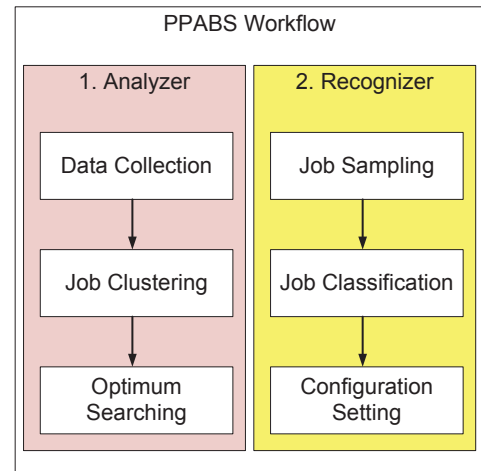 PPABS Workflow
1. Analyzer
Data Collection
Job Clustering
Optimum
Searching
2. Recognizer
Job Sampling
Job Classification
Configuration
Setting